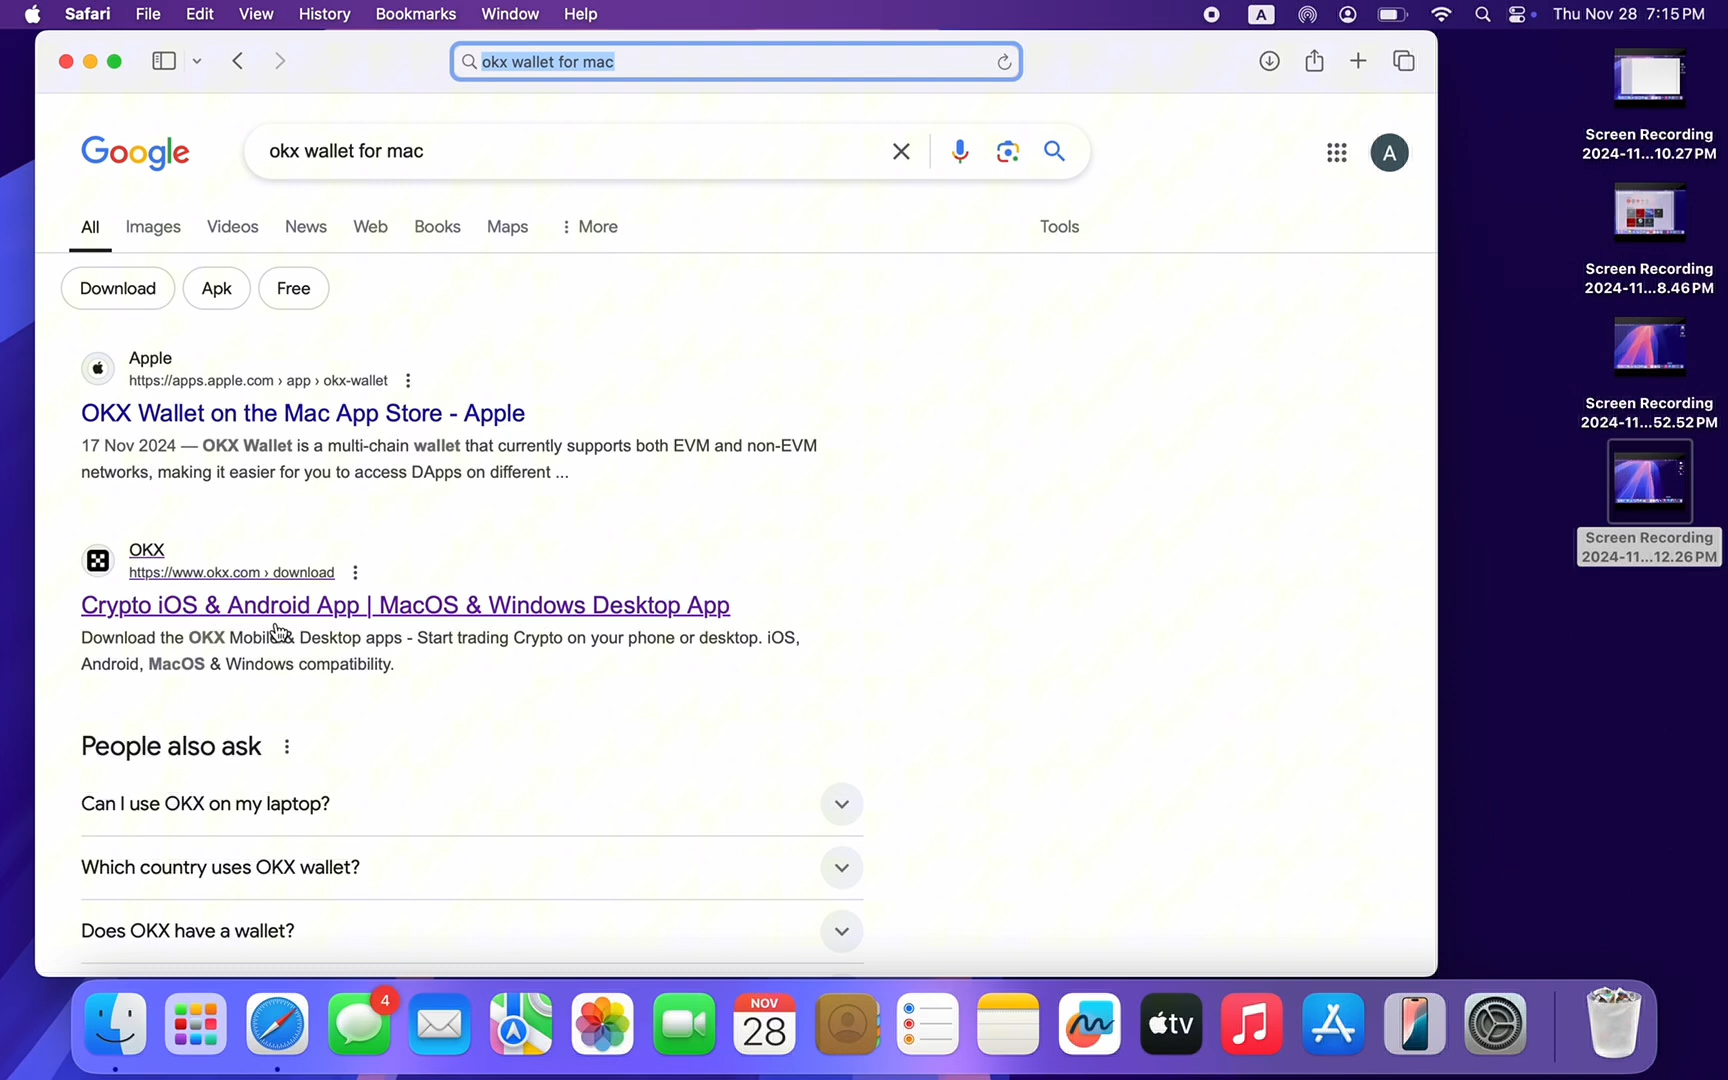 Safari File Edit View History Bookmarks Window Help A Thu Nov 28 7:15 PM
okx wallet for mac
Google okx wallet for mac A
All Images Videos News Web Books Maps More Tools
Download Apk Free
Apple
https://apps.apple.com › app › okx-wallet
OKX Wallet on the Mac App Store - Apple
17 Nov 2024 — OKX Wallet is a multi-chain wallet that currently supports both EVM and non-EVM
networks, making it easier for you to access DApps on different ...
OKX
https://www.okx.com › download
Crypto iOS & Android App | MacOS & Windows Desktop App
Download the OKX Mobile & Desktop apps - Start trading Crypto on your phone or desktop. iOS,
Android, MacOS & Windows compatibility.
People also ask
Can I use OKX on my laptop?
Which country uses OKX wallet?
Does OKX have a wallet?
Screen Recording
2024-11...10.27 PM
Screen Recording
2024-11...8.46 PM
Screen Recording
2024-11...52.52 PM
Screen Recording
2024-11...12.26 PM
4
NOV
28
tv